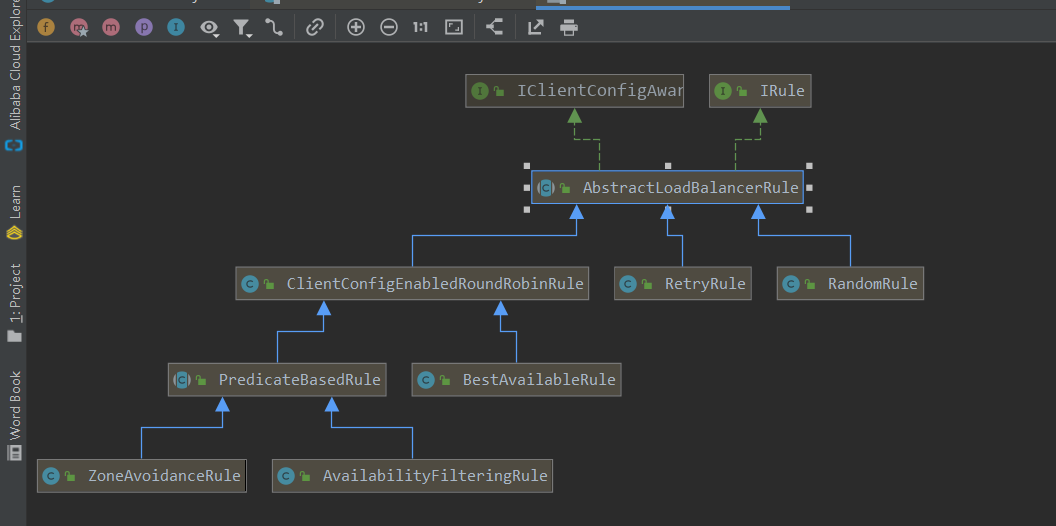 Alibaba Cloud Explore
Learn
1: Project
Word Book
f
m
m
p
I
1:1
I IClientConfigAwar
I IRule
C AbstractLoadBalancerRule
C ClientConfigEnabledRoundRobinRule
C RetryRule
C RandomRule
C PredicateBasedRule
C BestAvailableRule
C ZoneAvoidanceRule
C AvailabilityFilteringRule